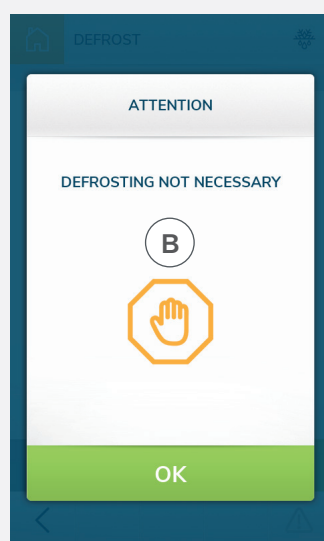 DEFROST
ATTENTION
DEFROSTING NOT NECESSARY
B
OK